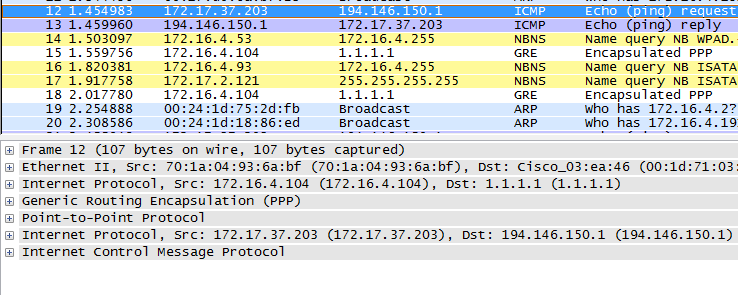 12 1.454983 172.17.37.203 194.146.150.1 ICMP Echo (ping) request
13 1.459960 194.146.150.1 172.17.37.203 ICMP Echo (ping) reply
14 1.503097 172.16.4.53 172.16.4.255 NBNS Name query NB WPAD.
15 1.559756 172.16.4.104 1.1.1.1 GRE Encapsulated PPP
16 1.820381 172.16.4.93 172.16.4.255 NBNS Name query NB ISATA
17 1.917758 172.17.2.121 255.255.255.255 NBNS Name query NB ISATA
18 2.017780 172.16.4.104 1.1.1.1 GRE Encapsulated PPP
19 2.254888 00:24:1d:75:2d:fb Broadcast ARP Who has 172.16.4.2?
20 2.308586 00:24:1d:18:86:ed Broadcast ARP Who has 172.16.4.19
Frame 12 (107 bytes on wire, 107 bytes captured)
Ethernet II, Src: 70:1a:04:93:6a:bf (70:1a:04:93:6a:bf), Dst: Cisco_03:ea:46 (00:1d:71:03:
Internet Protocol, Src: 172.16.4.104 (172.16.4.104), Dst: 1.1.1.1 (1.1.1.1)
Generic Routing Encapsulation (PPP)
Point-to-Point Protocol
Internet Protocol, Src: 172.17.37.203 (172.17.37.203), Dst: 194.146.150.1 (194.146.150.1)
Internet Control Message Protocol